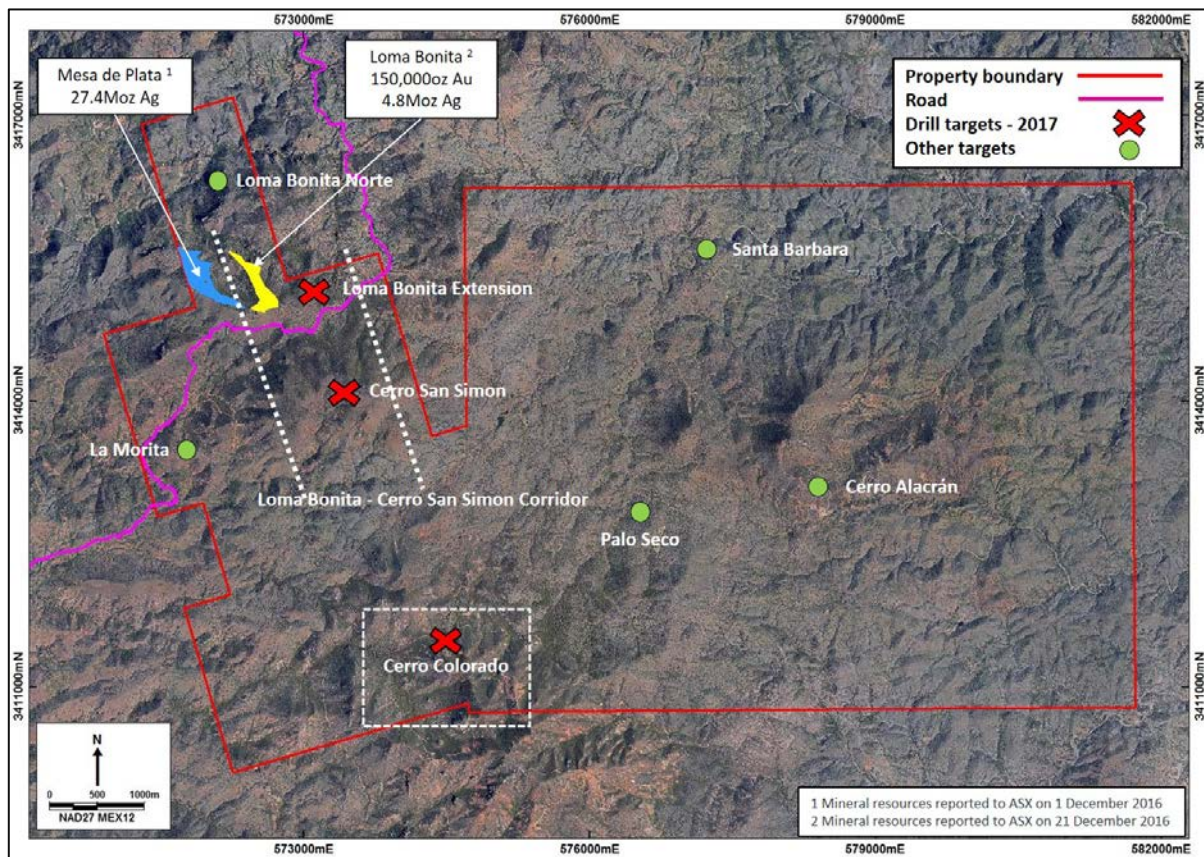 573000mE
576000mE
579000mE
582000mE
Mesa de Plata 1
27.4Moz Ag
Loma Bonita 2
150,000oz Au
4.8Moz Ag
Property boundary
Road
Drill targets - 2017
Other targets
3417000mN
3417000mN
Loma Bonita Norte
Santa Barbara
Loma Bonita Extension
Cerro San Simon
3414000mN
3414000mN
La Morita
Loma Bonita - Cerro San Simon Corridor
Cerro Alacrán
Palo Seco
Cerro Colorado
3411000mN
3411000mN
N
0 500 1000m
NAD27 MEX12
1 Mineral resources reported to ASX on 1 December 2016
2 Mineral resources reported to ASX on 21 December 2016
573000mE
576000mE
579000mE
582000mE